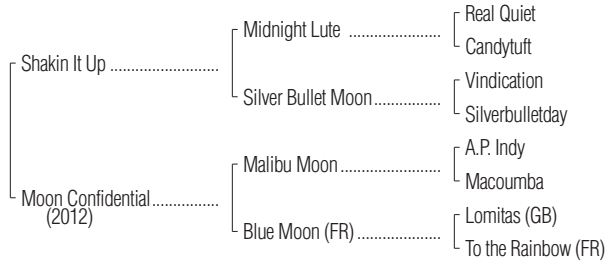 Real Quiet
Midnight Lute ....................
Candytuft
Shakin It Up ........................
Vindication
Silver Bullet Moon ..............
Silverbulletday
A.P. Indy
Malibu Moon .....................
Macoumba
Moon Confidential ...............
(2012)
Lomitas (GB)
Blue Moon (FR) .................
To the Rainbow (FR)